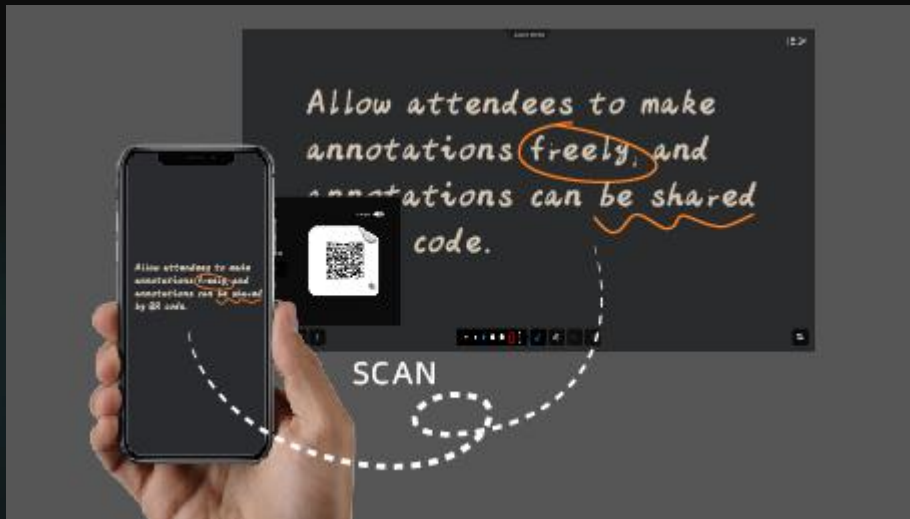 Allow attendees to make
annotations freely, and
annotations can be shared
code.
Allow attendees to make
annotations freely, and
annotations can be shared
by QR code.
SCAN